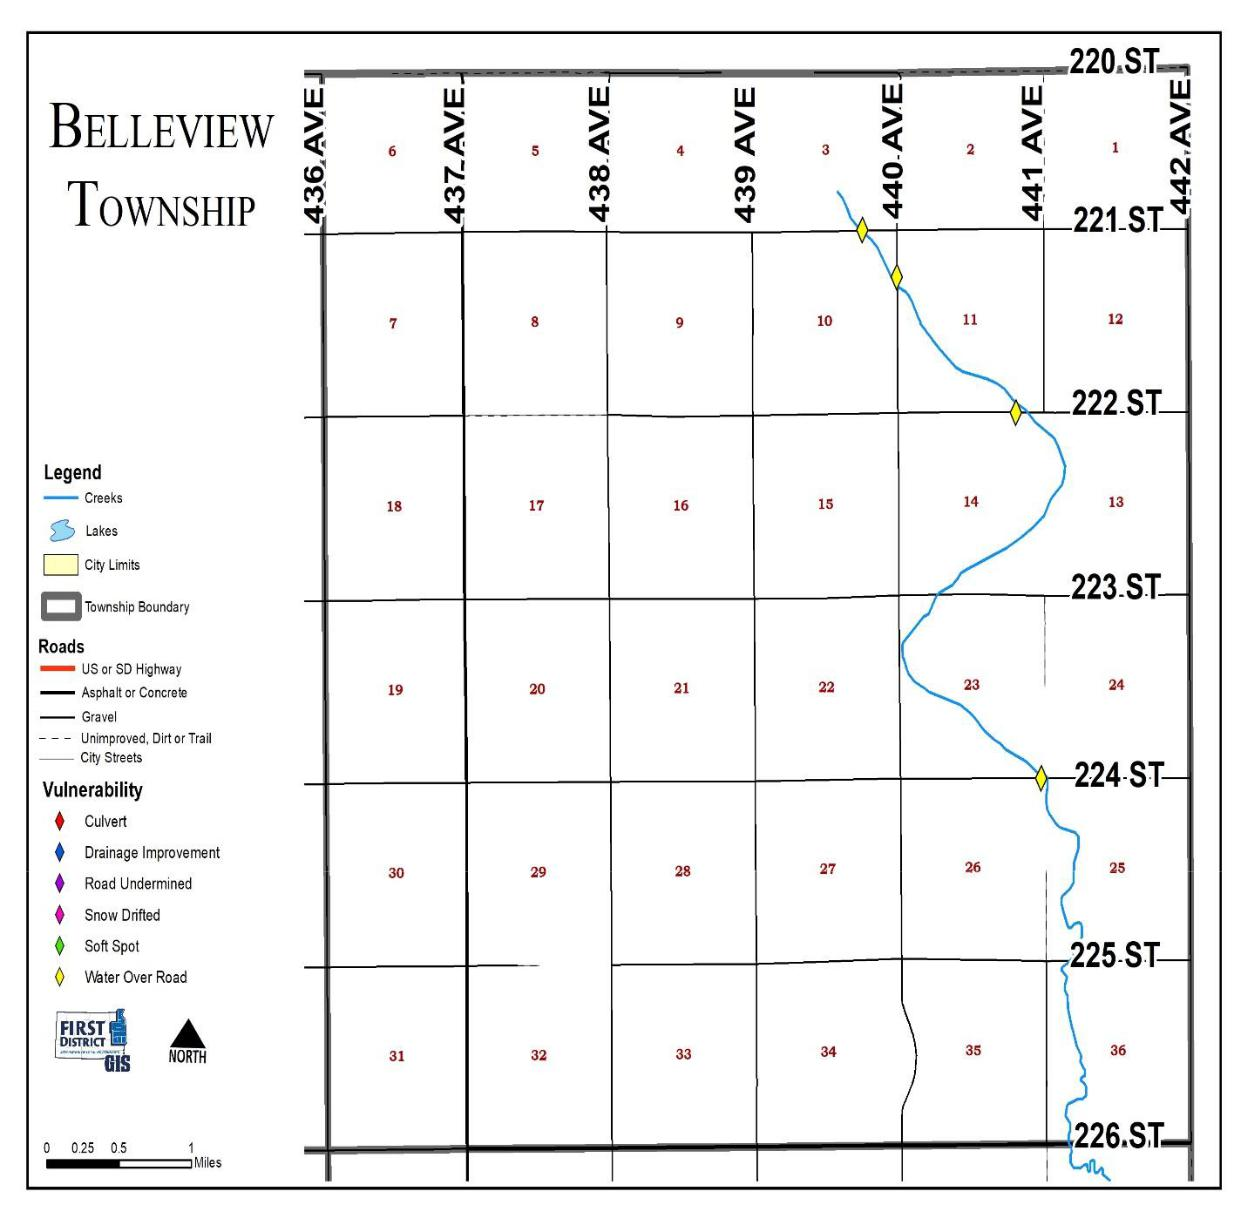 BELLEVIEW
TOWNSHIP
220 ST
436 AVE
437 AVE
438 AVE
439 AVE
440 AVE
441 AVE
442 AVE
6
5
4
3
2
1
221 ST
7
8
9
10
11
12
222 ST
18
17
16
15
14
13
223 ST
19
20
21
22
23
24
224 ST
30
29
28
27
26
25
225 ST
31
32
33
34
35
36
226 ST
Legend
Creeks
Lakes
City Limits
Township Boundary
Roads
US or SD Highway
Asphalt or Concrete
Gravel
Unimproved, Dirt or Trail
City Streets
Vulnerability
Culvert
Drainage Improvement
Road Undermined
Snow Drifted
Soft Spot
Water Over Road
FIRST
DISTRICT
GIS
NORTH
0 0.25 0.5 1
Miles